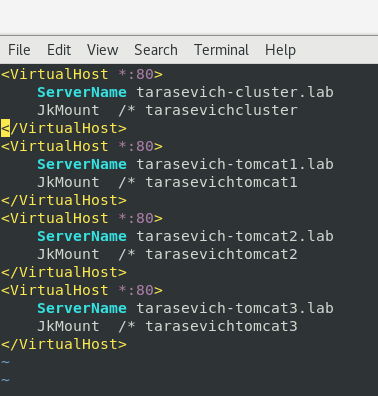 File Edit View Search Terminal Help
<VirtualHost *:80>
    ServerName tarasevich-cluster.lab
    JkMount  /* tarasevichcluster
</VirtualHost>
<VirtualHost *:80>
    ServerName tarasevich-tomcat1.lab
    JkMount  /* tarasevichtomcat1
</VirtualHost>
<VirtualHost *:80>
    ServerName tarasevich-tomcat2.lab
    JkMount  /* tarasevichtomcat2
</VirtualHost>
<VirtualHost *:80>
    ServerName tarasevich-tomcat3.lab
    JkMount  /* tarasevichtomcat3
</VirtualHost>
~
~